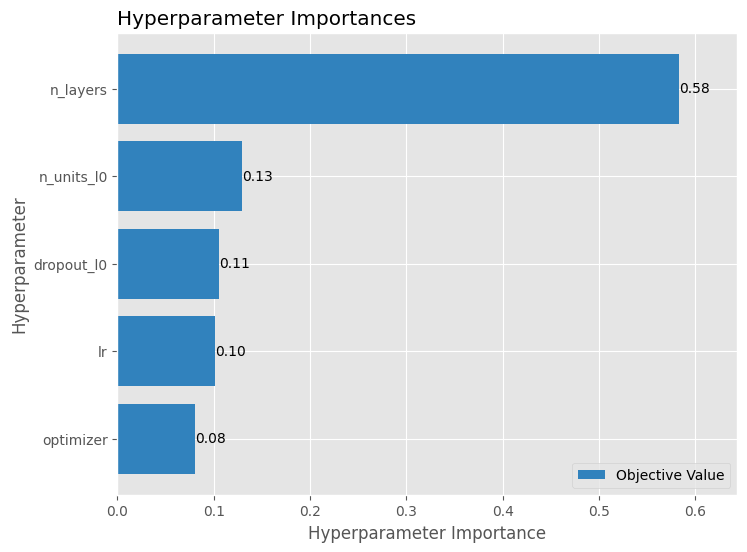 Hyperparameter Importances
n_layers
0.58
n_units_l0
0.13
dropout_l0
0.11
lr
0.10
optimizer
0.08
Hyperparameter
Objective Value
0.0 0.1 0.2 0.3 0.4 0.5 0.6
Hyperparameter Importance